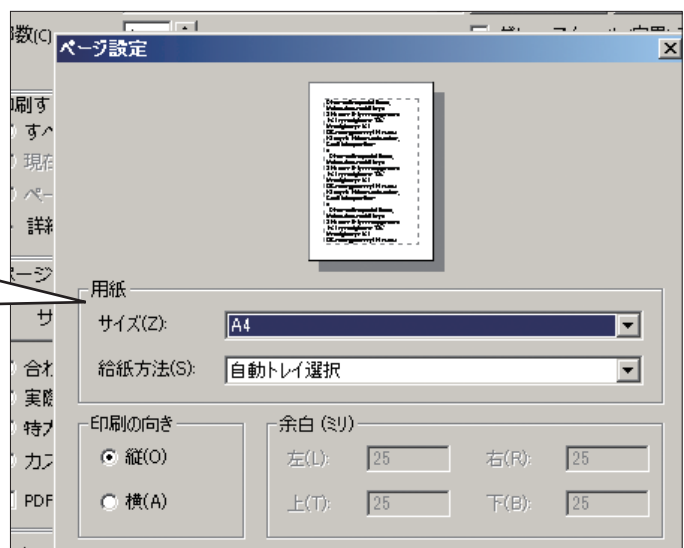 数(C)
ページ設定
刷す
すべ
現在
ペー
詳細
ページ
用紙
サ
サイズ(Z):
A4
合わ
給紙方法(S):
自動トレイ選択
実際
特大
印刷の向き
余白 (ミリ)
縦(O)
左(L):
25
右(R):
25
カス
PDF
横(A)
上(T):
25
下(B):
25